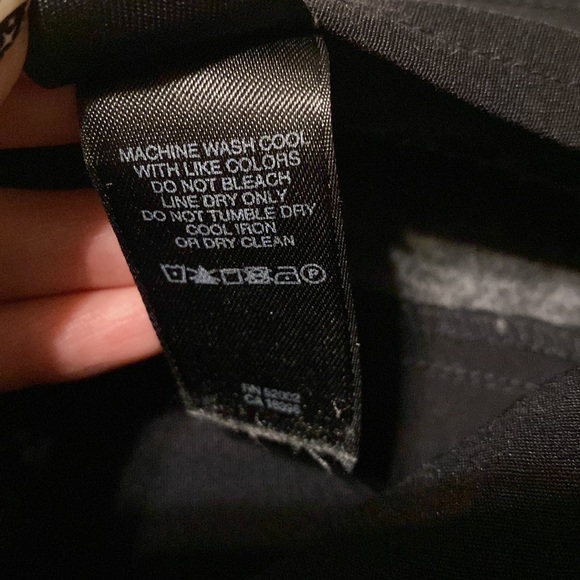 MACHINE WASH COOL
WITH LIKE COLORS
DO NOT BLEACH
LINE DRY ONLY
DO NOT TUMBLE DRY
COOL IRON
OR DRY CLEAN
P
CA